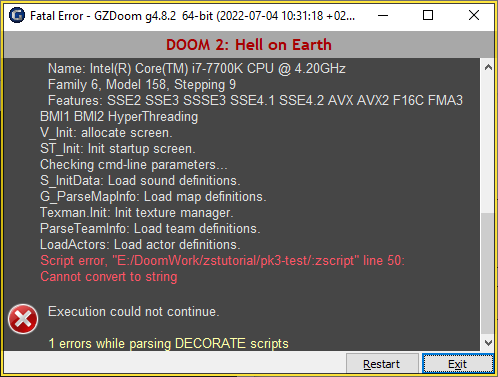 Fatal Error - GZDoom g4.8.2 64-bit (2022-07-04 10:31:18 +02...
DOOM 2: Hell on Earth
Name: Intel(R) Core(TM) i7-7700K CPU @ 4.20GHz
Family 6, Model 158, Stepping 9
Features: SSE2 SSE3 SSSE3 SSE4.1 SSE4.2 AVX AVX2 F16C FMA3
BMI1 BMI2 HyperThreading
V_Init: allocate screen.
ST_Init: Init startup screen.
Checking cmd-line parameters...
S_InitData: Load sound definitions.
G_ParseMapInfo: Load map definitions.
Texman.Init: Init texture manager.
ParseTeamInfo: Load team definitions.
LoadActors: Load actor definitions.
Script error, "E:/DoomWork/zstutorial/pk3-test/:zscript" line 50:
Cannot convert to string
Execution could not continue.
1 errors while parsing DECORATE scripts
Restart
Exit